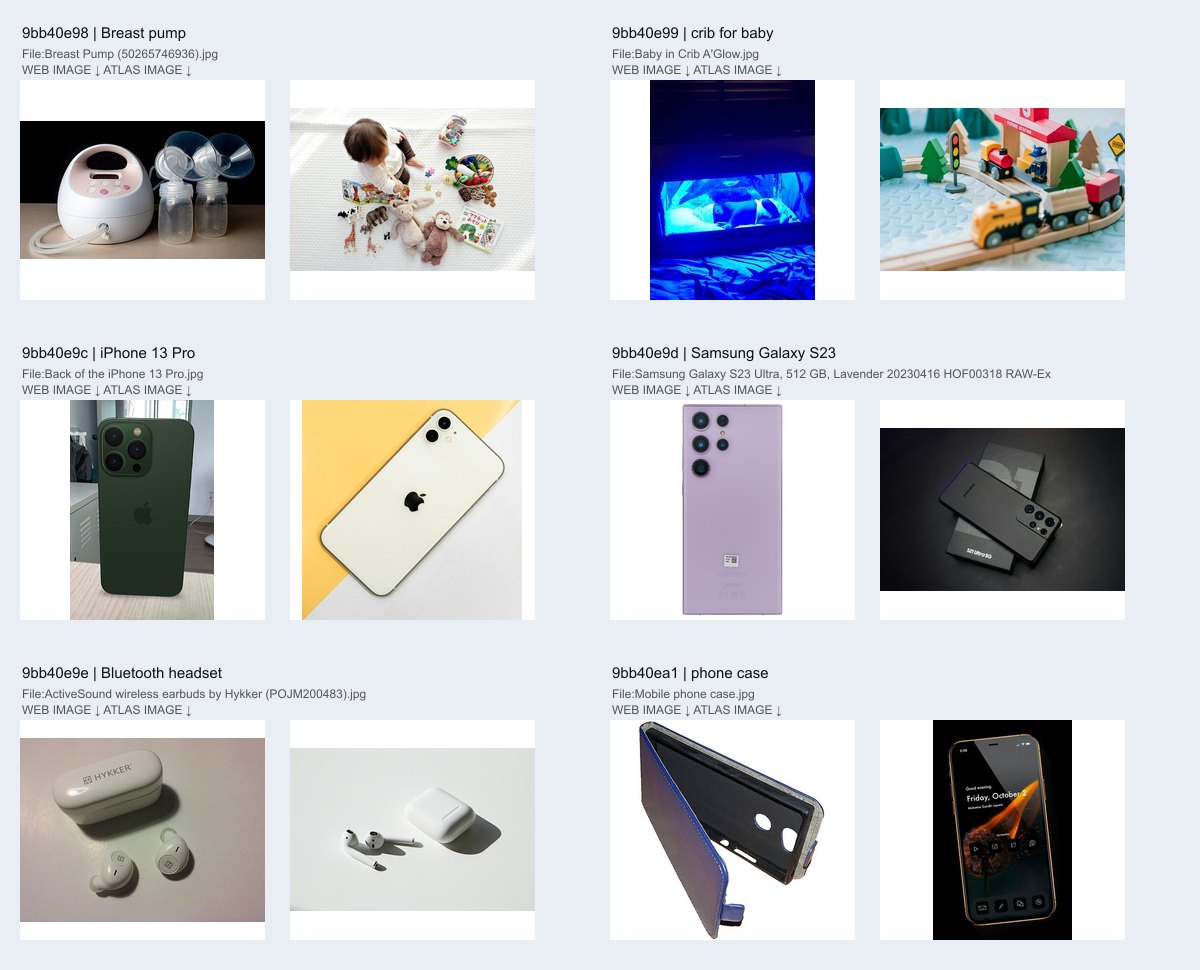 9bb40e98 | Breast pump
File:Breast Pump (50265746936).jpg
WEB IMAGE ↓ ATLAS IMAGE ↓
9bb40e99 | crib for baby
File:Baby in Crib A'Glow.jpg
WEB IMAGE ↓ ATLAS IMAGE ↓
9bb40e9c | iPhone 13 Pro
File:Back of the iPhone 13 Pro.jpg
WEB IMAGE ↓ ATLAS IMAGE ↓
9bb40e9d | Samsung Galaxy S23
File:Samsung Galaxy S23 Ultra, 512 GB, Lavender 20230416 HOF00318 RAW-Ex
WEB IMAGE ↓ ATLAS IMAGE ↓
S21 Ultra 5G
9bb40e9e | Bluetooth headset
File:ActiveSound wireless earbuds by Hykker (POJM200483).jpg
WEB IMAGE ↓ ATLAS IMAGE ↓
HYKKER
9bb40ea1 | phone case
File:Mobile phone case.jpg
WEB IMAGE ↓ ATLAS IMAGE ↓
Good evening.
Friday, October 2